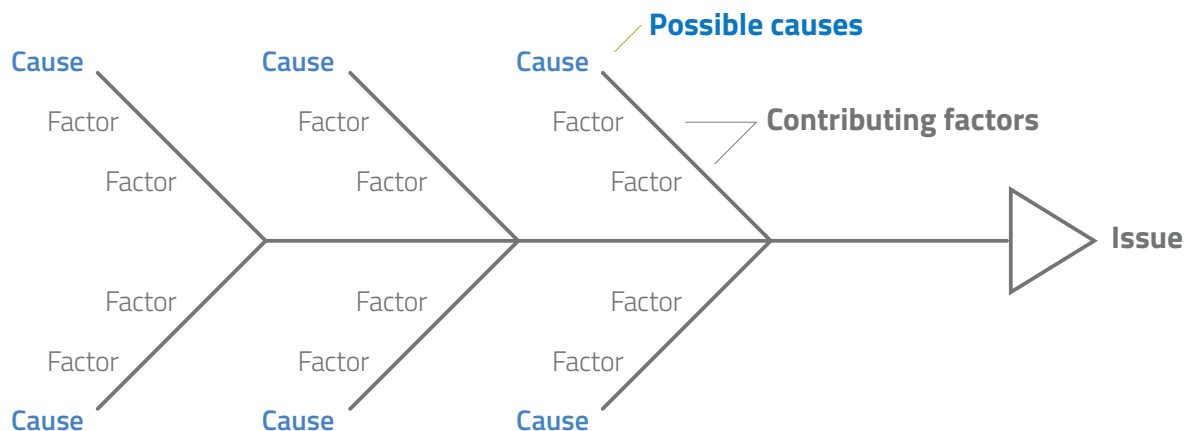 Possible causes
Cause Cause Cause
Factor Factor Factor Contributing factors
Factor Factor Factor
Issue
Factor Factor Factor
Factor Factor Factor
Cause Cause Cause